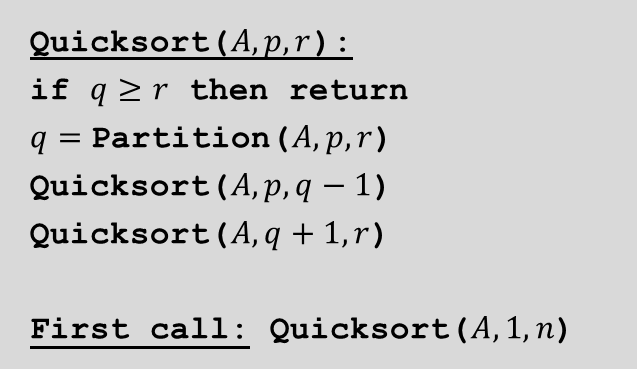 Quicksort(A,p,r):
if q ≥ r then return
q = Partition(A,p,r)
Quicksort(A,p,q − 1)
Quicksort(A,q + 1,r)
First call: Quicksort(A,1,n)